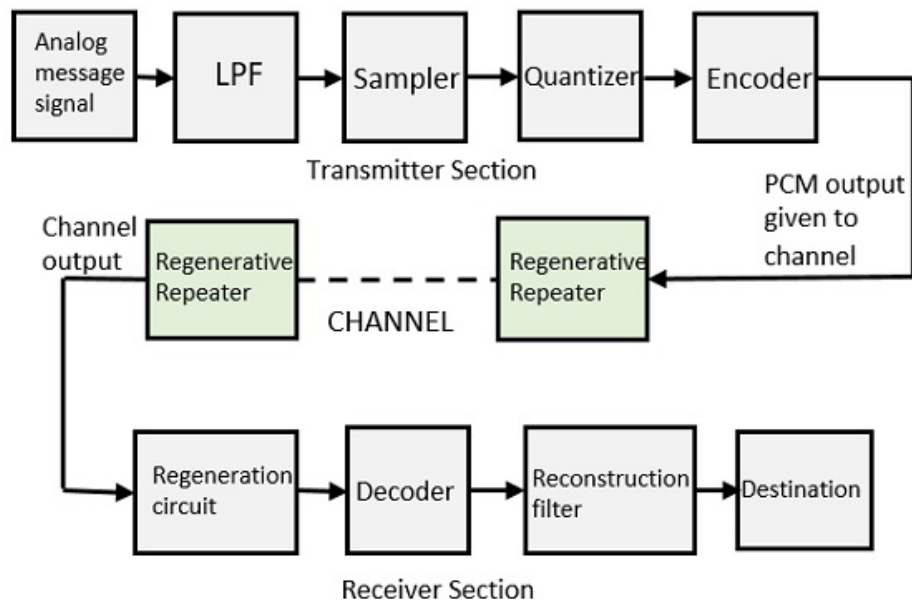 Analog
message
signal
LPF
Sampler
Quantizer
Encoder
Transmitter Section
PCM output
given to
channel
Channel
output
Regenerative
Repeater
CHANNEL
Regenerative
Repeater
Regeneration
circuit
Decoder
Reconstruction
filter
Destination
Receiver Section